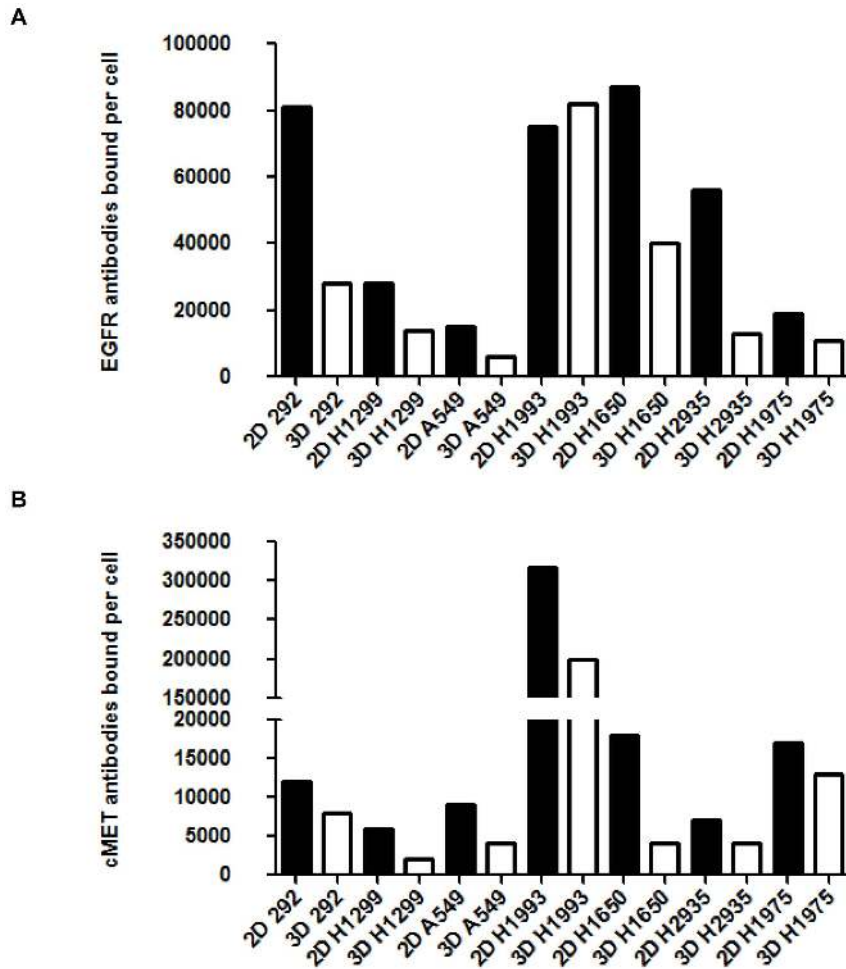 A
EGFR antibodies bound per cell
100000
80000
60000
40000
20000
0
2D 292
3D 292
2D H1299
3D H1299
2D A549
3D A549
2D H1993
3D H1993
2D H1650
3D H1650
2D H2935
3D H2935
2D H1975
3D H1975
B
cMET antibodies bound per cell
350000
300000
250000
200000
150000
20000
15000
10000
5000
0
2D 292
3D 292
2D H1299
3D H1299
2D A549
3D A549
2D H1993
3D H1993
2D H1650
3D H1650
2D H2935
3D H2935
2D H1975
3D H1975